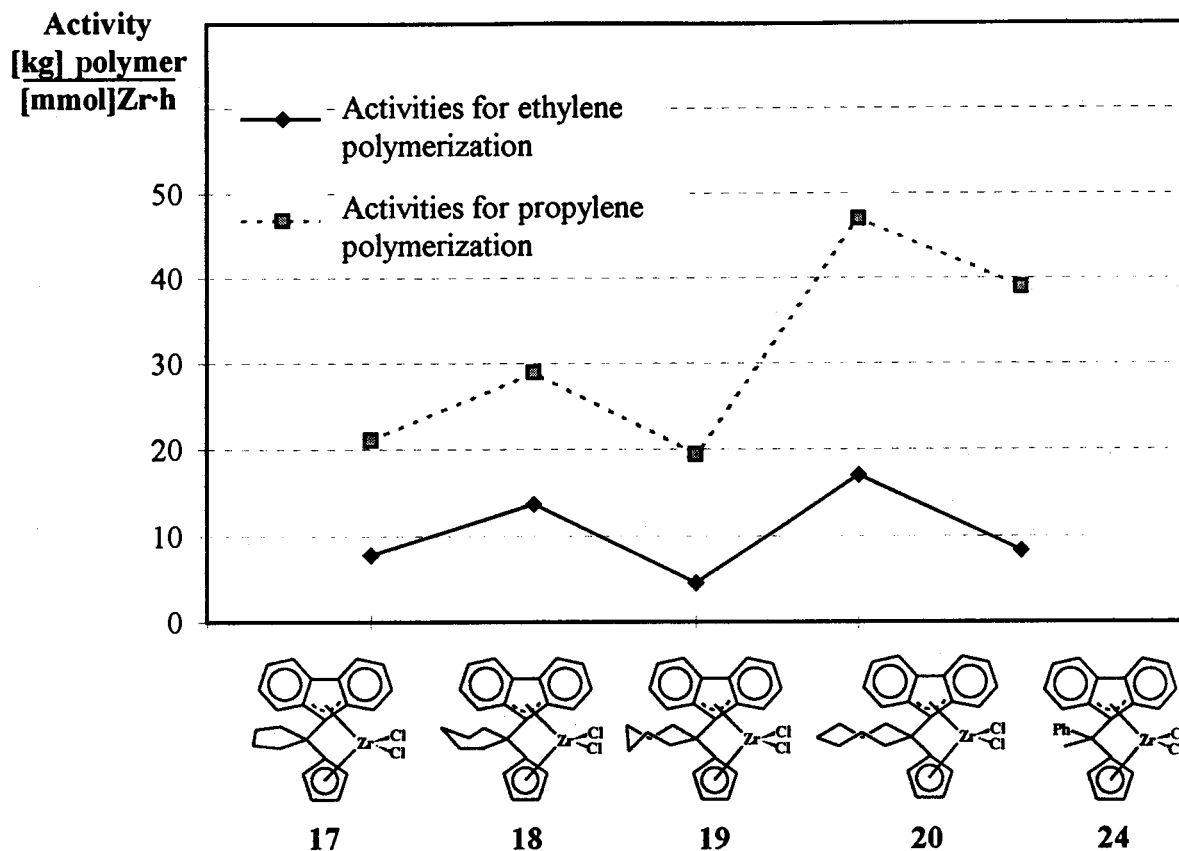 Activity
[kg] polymer
[mmol]Zr·h
Activities for ethylene
polymerization
Activities for propylene
polymerization
50
40
30
20
10
0
Zr Cl Cl
Zr Cl Cl
Zr Cl Cl
Zr Cl Cl
Ph Zr Cl Cl
17 18 19 20 24